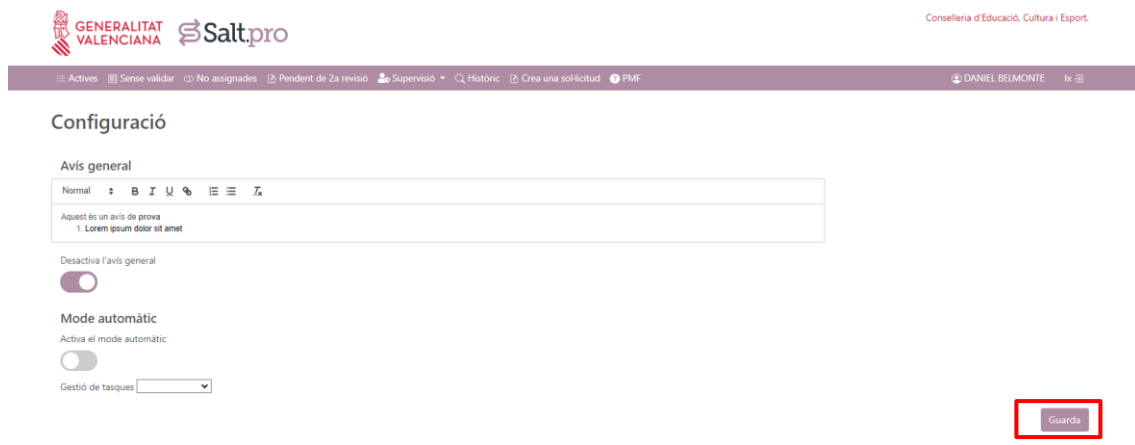 GENERALITAT
VALENCIANA
Salt.pro
Conselleria d'Educació, Cultura i Esport.
Actives Sense validar No assignades Pendent de 2a revisió Supervisió Històric Crea una sol·licitud PMF DANIEL BELMONTE Ix
Configuració
Avís general
Normal B I U
Aquest és un avís de prova
1. Lorem ipsum dolor sit amet
Desactiva l'avís general
Mode automàtic
Activa el mode automàtic
Gestió de tasques
Guarda